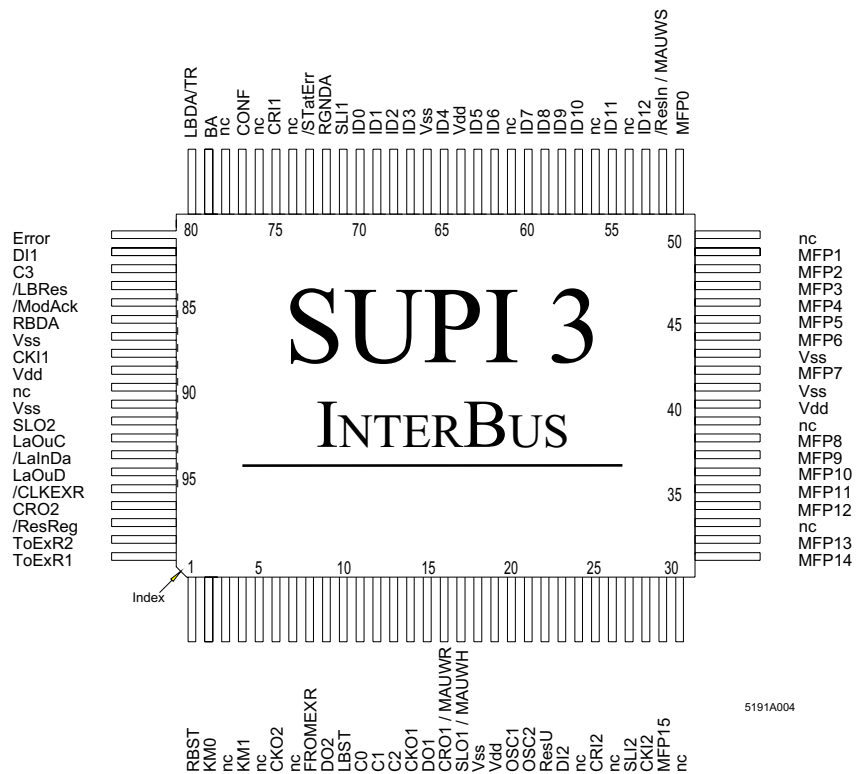 LBDA/TR
BA
nc
CONF
nc
CRI1
nc
/STatErr
RGNDA
SLI1
ID0
ID1
ID2
ID3
Vss
ID4
Vdd
ID5
ID6
nc
ID7
ID8
ID9
ID10
nc
ID11
nc
ID12
/ResIn / MAUWS
MFP0
80
75
70
65
60
55
50
Error
DI1
C3
/LBRes
/ModAck
RBDA
Vss
CKI1
Vdd
nc
Vss
SLO2
LaOuC
/LaInDa
LaOuD
/CLKEXR
CRO2
/ResReg
ToExR2
ToExR1
85
90
95
SUPI 3
INTERBUS
45
40
35
nc
MFP1
MFP2
MFP3
MFP4
MFP5
MFP6
Vss
MFP7
Vss
Vdd
nc
MFP8
MFP9
MFP10
MFP11
MFP12
nc
MFP13
MFP14
1
5
10
15
20
25
30
Index
RBST
KM0
nc
KM1
nc
CKO2
nc
FROMEXR
DO2
LBST
C0
C1
C2
CKO1
DO1
CRO1 / MAUWR
SLO1 / MAUWH
Vss
Vdd
OSC1
OSC2
ResU
DI2
nc
CRI2
nc
SLI2
CKI2
MFP15
nc
5191A004